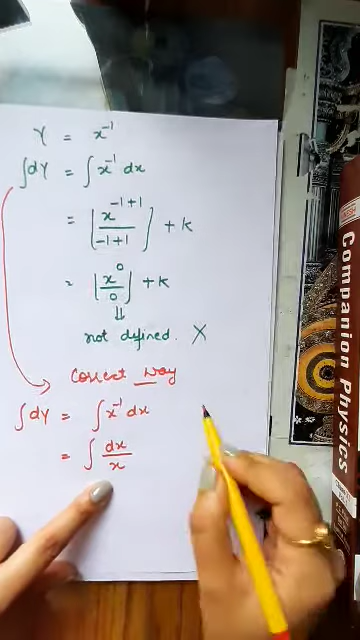 Y = x⁻¹
∫dY = ∫ x⁻¹ dx
= [x⁻¹⁺¹ / -1+1] + k
= [x⁰ / 0] + k
⇓
not defined. X
Correct Way
∫dY = ∫ x⁻¹ dx
= ∫ dx / x
Comprehensive Physics